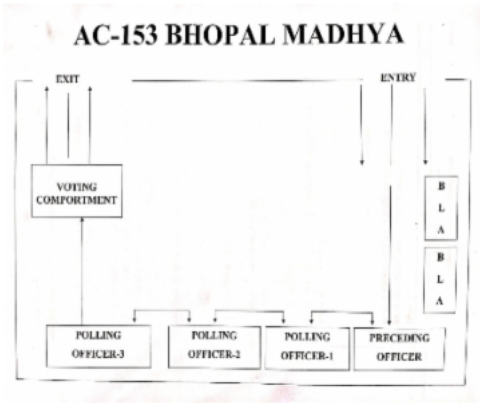 AC-153 BHOPAL MADHYA
EXIT
ENTRY
VOTING
COMPORTMENT
B
L
A
B
L
A
POLLING
OFFICER-3
POLLING
OFFICER-2
POLLING
OFFICER-1
PRECEDING
OFFICER